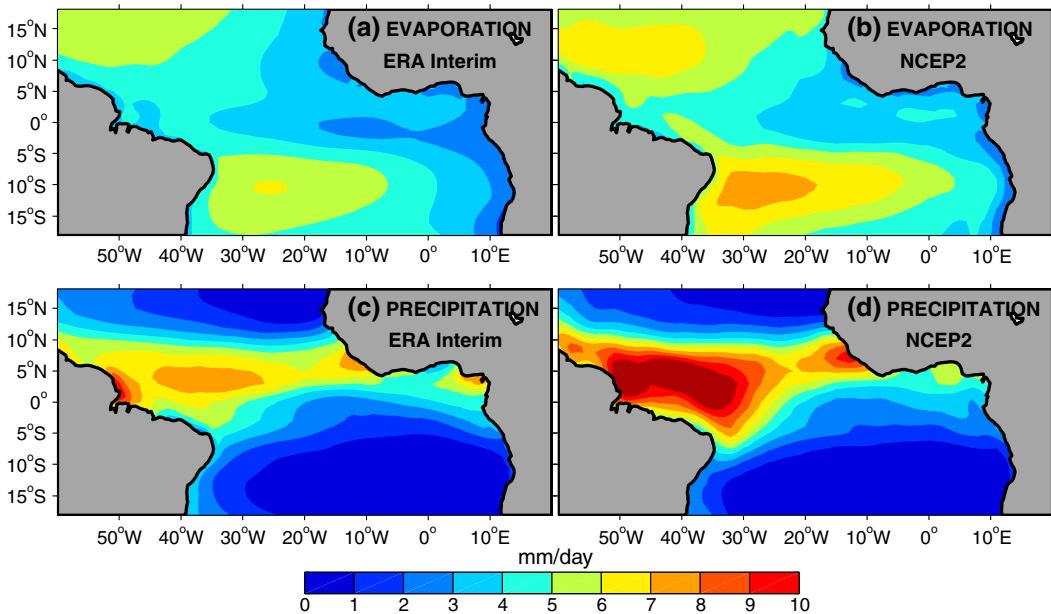 (a) EVAPORATION
ERA Interim
(b) EVAPORATION
NCEP2
15°N
10°N
5°N
0°
5°S
10°S
15°S
50°W 40°W 30°W 20°W 10°W 0° 10°E
50°W 40°W 30°W 20°W 10°W 0° 10°E
(c) PRECIPITATION
ERA Interim
(d) PRECIPITATION
NCEP2
15°N
10°N
5°N
0°
5°S
10°S
15°S
50°W 40°W 30°W 20°W 10°W 0° 10°E
50°W 40°W 30°W 20°W 10°W 0° 10°E
mm/day
0 1 2 3 4 5 6 7 8 9 10